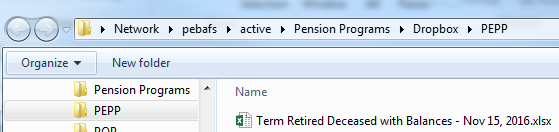 Network ▸ pebafs ▸ active ▸ Pension Programs ▸ Dropbox ▸ PEPP
Organize New folder
Pension Programs
PEPP
Term Retired Deceased with Balances - Nov 15, 2016.xlsx